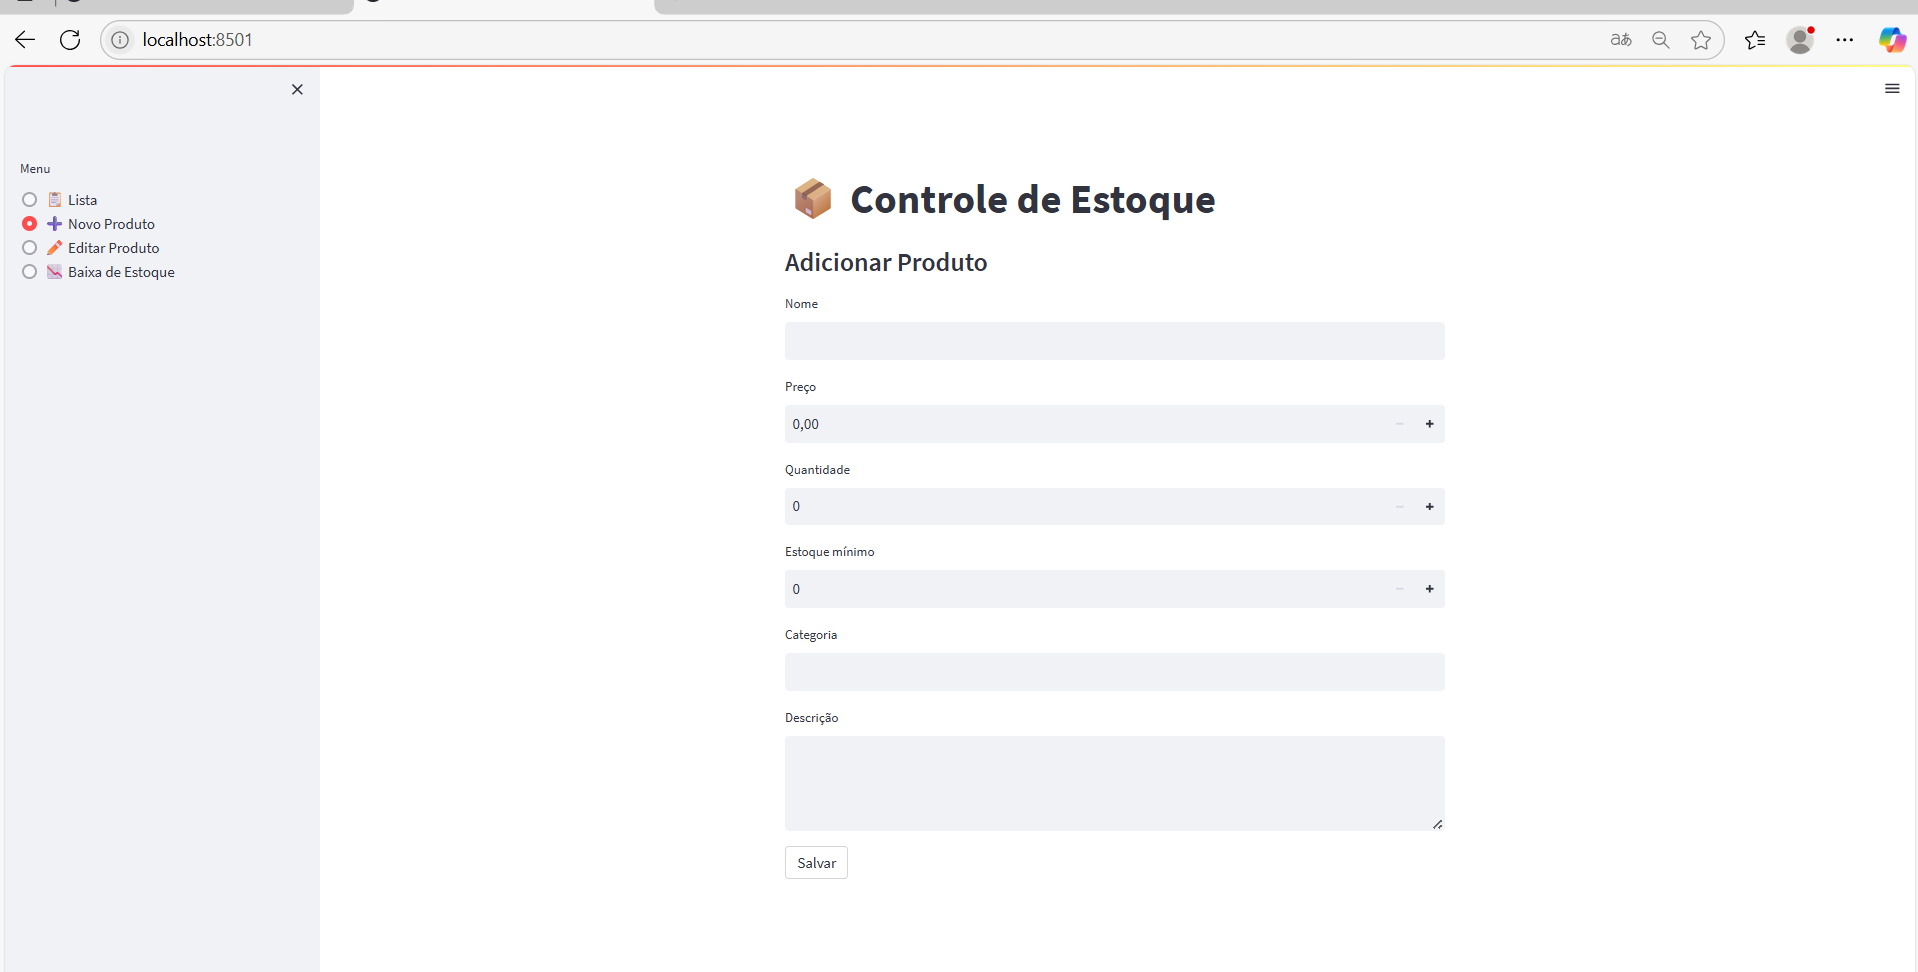 localhost:8501
Menu
Lista
Novo Produto
Editar Produto
Baixa de Estoque
Controle de Estoque
Adicionar Produto
Nome
Preço
0,00
Quantidade
0
Estoque mínimo
0
Categoria
Descrição
Salvar